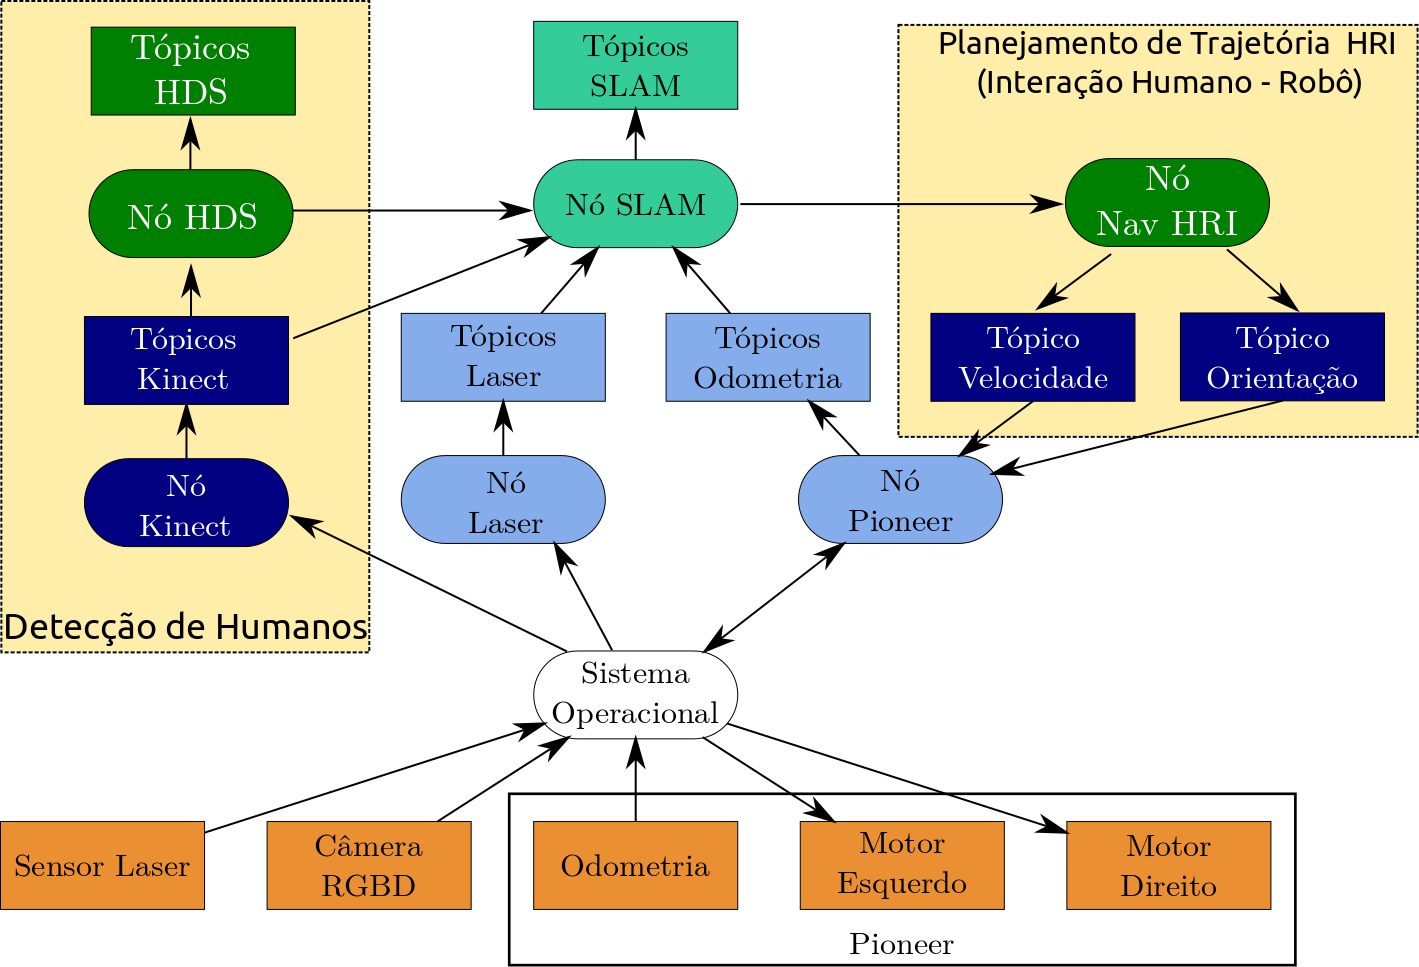 Tópicos
HDS
Tópicos
SLAM
Planejamento de Trajetória HRI
(Interação Humano - Robô)
Nó HDS
Nó SLAM
Nó
Nav HRI
Tópicos
Kinect
Tópicos
Laser
Tópicos
Odometria
Tópico
Velocidade
Tópico
Orientação
Nó
Kinect
Nó
Laser
Nó
Pioneer
Detecção de Humanos
Sistema
Operacional
Sensor Laser
Câmera
RGBD
Odometria
Motor
Esquerdo
Motor
Direito
Pioneer